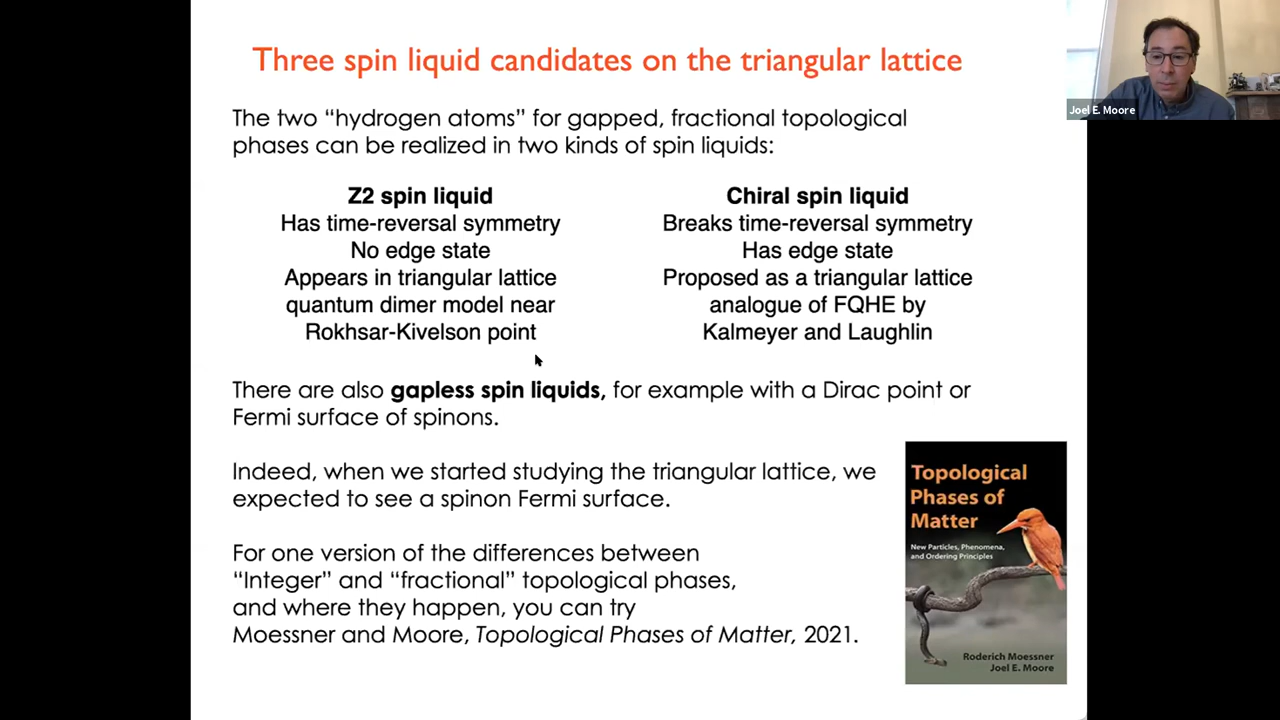 Three spin liquid candidates on the triangular lattice
Joel E. Moore
The two “hydrogen atoms” for gapped, fractional topological
phases can be realized in two kinds of spin liquids:
Z2 spin liquid
Has time-reversal symmetry
No edge state
Appears in triangular lattice
quantum dimer model near
Rokhsar-Kivelson point
Chiral spin liquid
Breaks time-reversal symmetry
Has edge state
Proposed as a triangular lattice
analogue of FQHE by
Kalmeyer and Laughlin
There are also gapless spin liquids, for example with a Dirac point or
Fermi surface of spinons.
Indeed, when we started studying the triangular lattice, we
expected to see a spinon Fermi surface.
For one version of the differences between
“Integer” and “fractional” topological phases,
and where they happen, you can try
Moessner and Moore, Topological Phases of Matter, 2021.
Topological
Phases of
Matter
New Particles, Phenomena,
and Ordering Principles
Roderich Moessner
Joel E. Moore